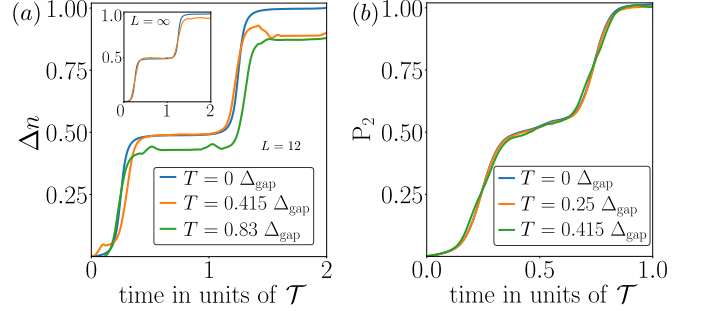 (a)
1.00
0.75
0.50
0.25
Δn
L = ∞
1.0
0.5
0
1
2
L = 12
T = 0 Δgap
T = 0.415 Δgap
T = 0.83 Δgap
0
1
2
time in units of 𝒯
(b)
1.00
0.75
0.50
0.25
P₂
T = 0 Δgap
T = 0.25 Δgap
T = 0.415 Δgap
0.0
0.5
1.0
time in units of 𝒯